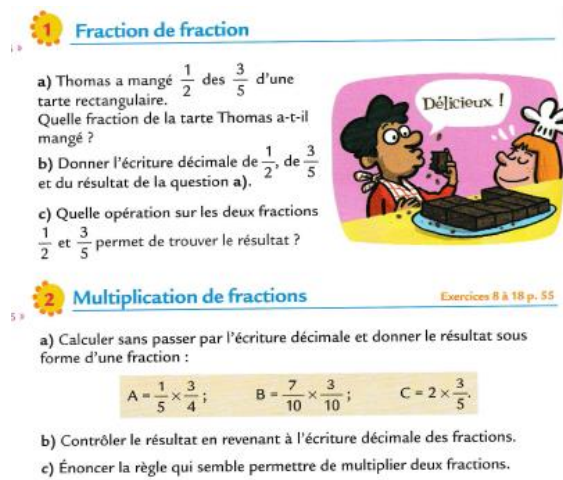 1 Fraction de fraction
a) Thomas a mangé 1/2 des 3/5 d'une
tarte rectangulaire.
Quelle fraction de la tarte Thomas a-t-il
mangé ?
b) Donner l'écriture décimale de 1/2, de 3/5
et du résultat de la question a).
c) Quelle opération sur les deux fractions
1/2 et 3/5 permet de trouver le résultat ?
Délicieux !
2 Multiplication de fractions Exercices 8 à 18 p. 55
a) Calculer sans passer par l'écriture décimale et donner le résultat sous
forme d'une fraction :
A = 1/5 × 3/4 ; B = 7/10 × 3/10 ; C = 2 × 3/5.
b) Contrôler le résultat en revenant à l'écriture décimale des fractions.
c) Énoncer la règle qui semble permettre de multiplier deux fractions.